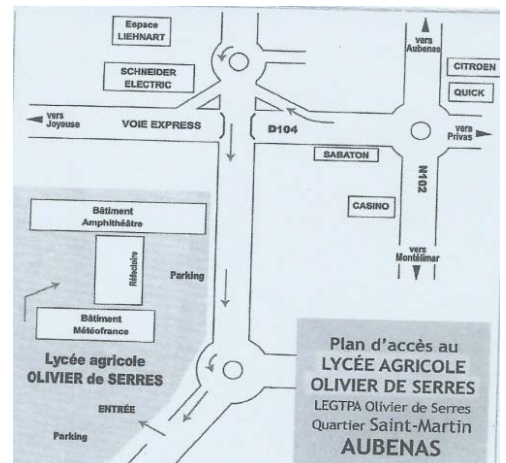 Espace
LIEHNART
SCHNEIDER
ELECTRIC
vers
Aubenas
CITROEN
QUICK
vers
Joyeuse
VOIE EXPRESS
D104
vers
Privas
SABATON
N102
CASINO
vers
Montélimar
Bâtiment
Amphithéâtre
Réfectoire
Parking
Bâtiment
Météofrance
Lycée agricole
OLIVIER de SERRES
ENTRÉE
Parking
Plan d'accès au
LYCÉE AGRICOLE
OLIVIER DE SERRES
LEGTPA Olivier de Serres
Quartier Saint-Martin
AUBENAS